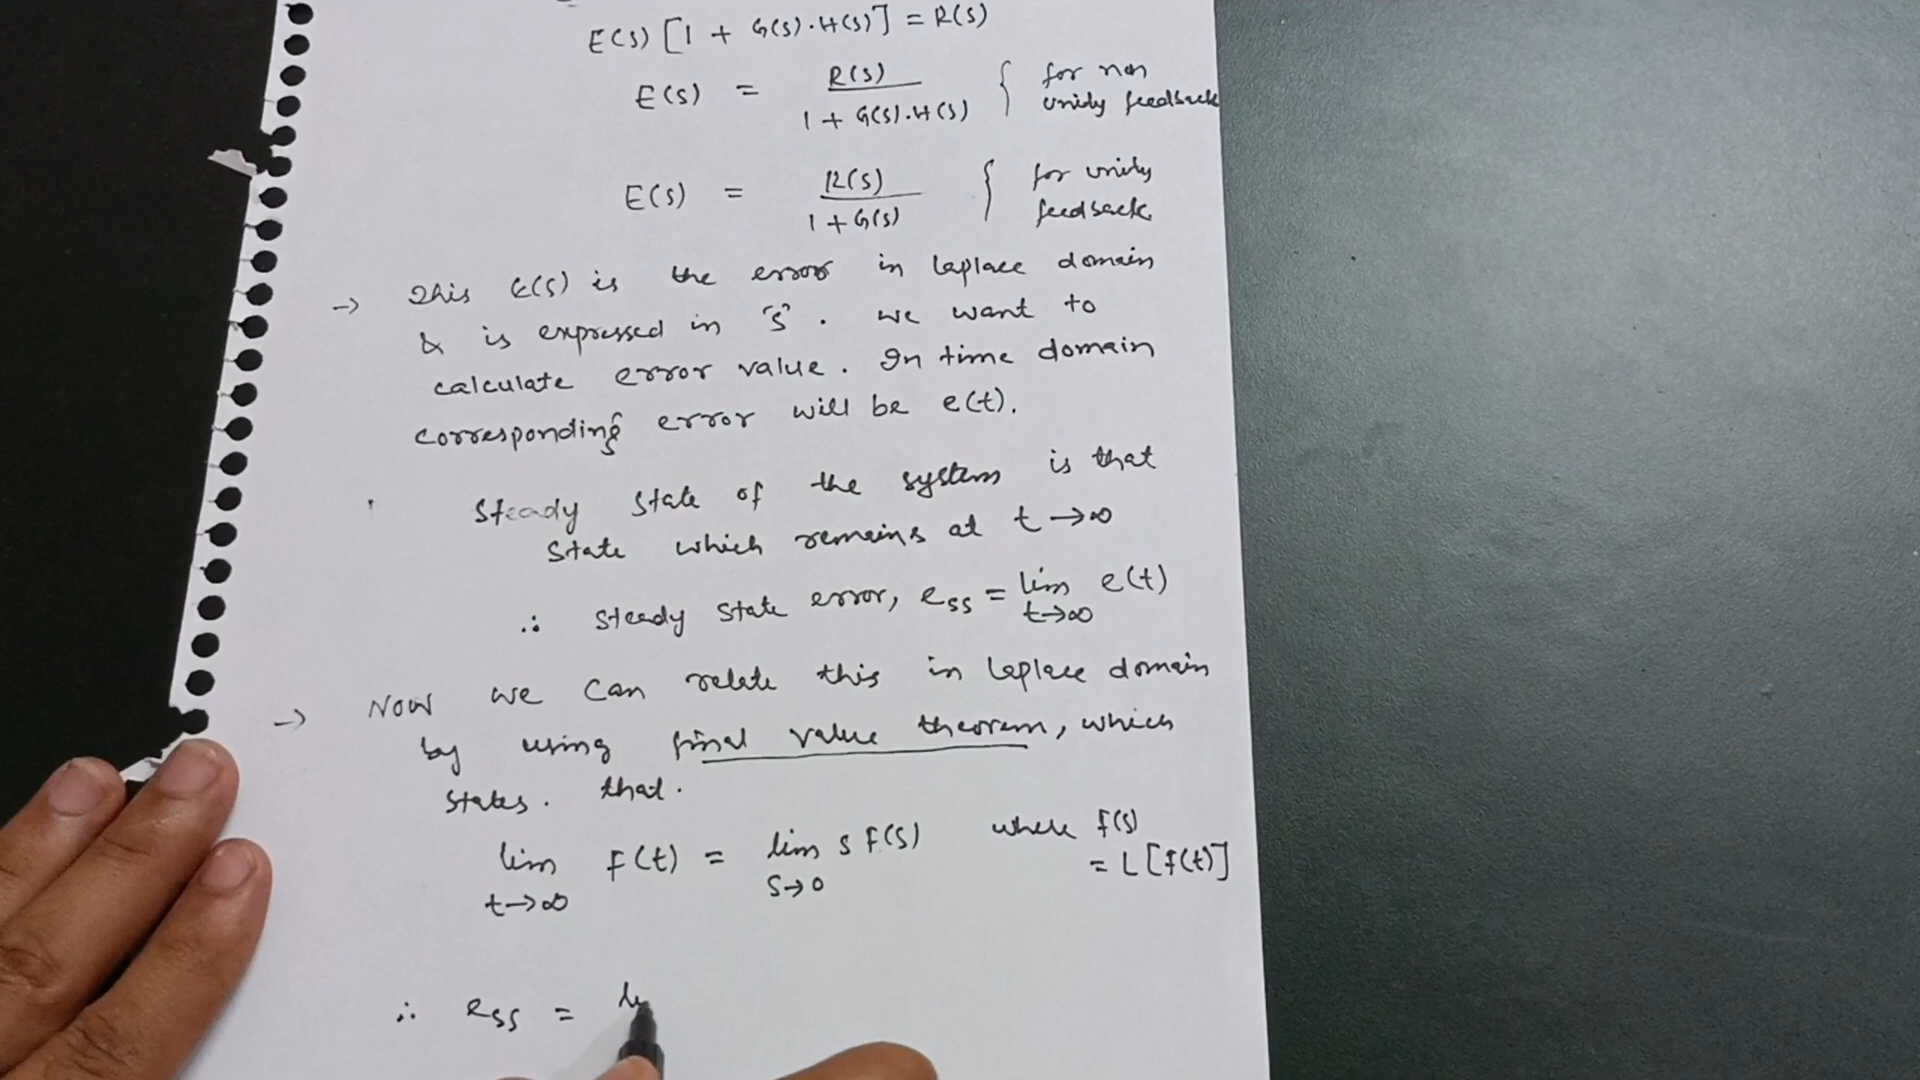 E(s) [1 + G(s).H(s)] = R(s)
E(s) = R(s) / 1 + G(s).H(s) { for non unity feedback
E(s) = R(s) / 1 + G(s) { for unity feedback
→ This E(s) is the error in laplace domain
& is expressed in 's'. we want to
calculate error value. In time domain
corresponding error will be e(t).
Steady state of the system is that
state which remains at t → ∞
∴ steady state error, ess = lim t→∞ e(t)
→ Now we can relate this in laplace domain
by using final value theorem, which
states. that.
lim t→∞ F(t) = lim s→0 s F(s) where F(s) = L[f(t)]
∴ ess =